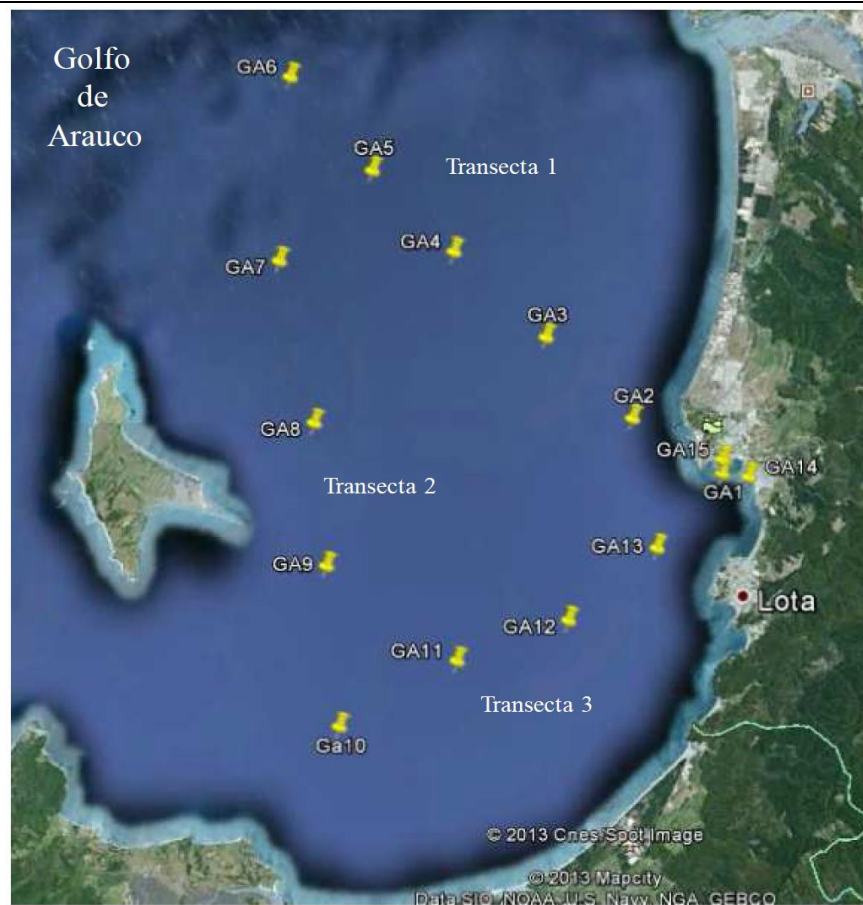 Golfo
de
Arauco
GA6
GA5
Transecta 1
GA4
GA7
GA3
GA2
GA8
GA15
GA14
GA1
Transecta 2
GA13
GA9
Lota
GA12
GA11
Transecta 3
Ga10
© 2013 Cnes/Spot Image
© 2013 Mapcity
Data SIO, NOAA, U.S. Navy, NGA, GEBCO